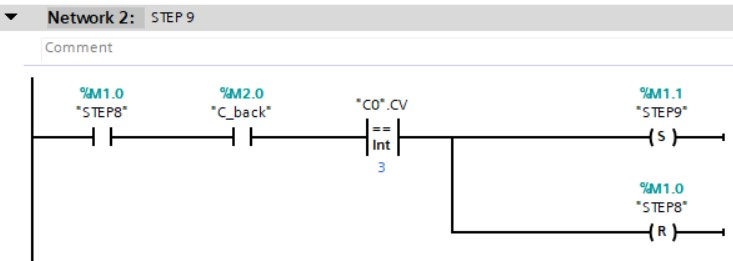 Network 2: STEP 9
Comment
%M1.0 %M2.0 %M1.1
"STEP8" "C_back" "C0".CV "STEP9"
==
Int
S
3
%M1.0
"STEP8"
R